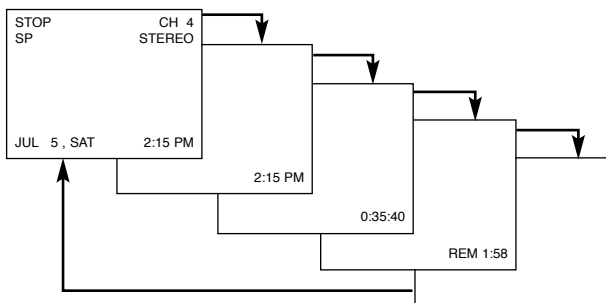 STOP CH 4
SP STEREO
JUL 5 , SAT 2:15 PM
2:15 PM
0:35:40
REM 1:58